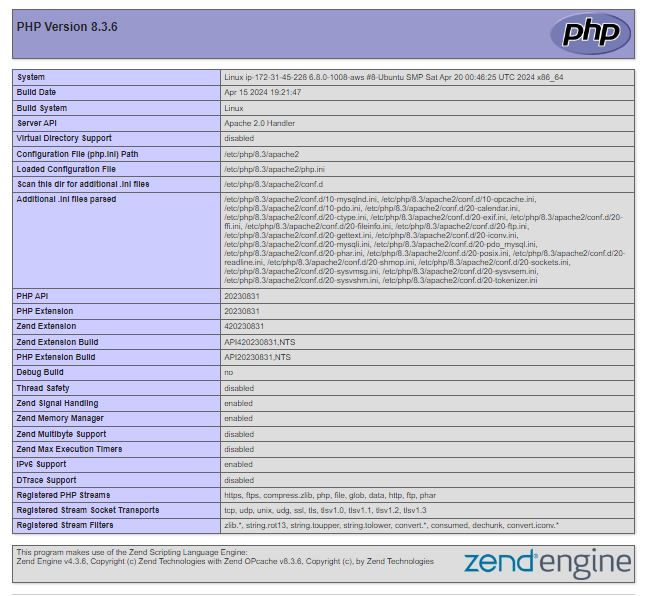 PHP Version 8.3.6
php
System Linux ip-172-31-45-228 6.8.0-1008-aws #8-Ubuntu SMP Sat Apr 20 00:46:25 UTC 2024 x86_64
Build Date Apr 15 2024 19:21:47
Build System Linux
Server API Apache 2.0 Handler
Virtual Directory Support disabled
Configuration File (php.ini) Path /etc/php/8.3/apache2
Loaded Configuration File /etc/php/8.3/apache2/php.ini
Scan this dir for additional .ini files /etc/php/8.3/apache2/conf.d
Additional .ini files parsed /etc/php/8.3/apache2/conf.d/10-mysqlnd.ini, /etc/php/8.3/apache2/conf.d/10-opcache.ini,
/etc/php/8.3/apache2/conf.d/10-pdo.ini, /etc/php/8.3/apache2/conf.d/20-calendar.ini,
/etc/php/8.3/apache2/conf.d/20-ctype.ini, /etc/php/8.3/apache2/conf.d/20-exif.ini, /etc/php/8.3/apache2/conf.d/20-
ffi.ini, /etc/php/8.3/apache2/conf.d/20-fileinfo.ini, /etc/php/8.3/apache2/conf.d/20-ftp.ini,
/etc/php/8.3/apache2/conf.d/20-gettext.ini, /etc/php/8.3/apache2/conf.d/20-iconv.ini,
/etc/php/8.3/apache2/conf.d/20-mysqli.ini, /etc/php/8.3/apache2/conf.d/20-pdo_mysql.ini,
/etc/php/8.3/apache2/conf.d/20-phar.ini, /etc/php/8.3/apache2/conf.d/20-posix.ini, /etc/php/8.3/apache2/conf.d/20-
readline.ini, /etc/php/8.3/apache2/conf.d/20-shmop.ini, /etc/php/8.3/apache2/conf.d/20-sockets.ini,
/etc/php/8.3/apache2/conf.d/20-sysvmsg.ini, /etc/php/8.3/apache2/conf.d/20-sysvsem.ini,
/etc/php/8.3/apache2/conf.d/20-sysvshm.ini, /etc/php/8.3/apache2/conf.d/20-tokenizer.ini
PHP API 20230831
PHP Extension 20230831
Zend Extension 420230831
Zend Extension Build API420230831,NTS
PHP Extension Build API20230831,NTS
Debug Build no
Thread Safety disabled
Zend Signal Handling enabled
Zend Memory Manager enabled
Zend Multibyte Support disabled
Zend Max Execution Timers disabled
IPv6 Support enabled
DTrace Support disabled
Registered PHP Streams https, ftps, compress.zlib, php, file, glob, data, http, ftp, phar
Registered Stream Socket Transports tcp, udp, unix, udg, ssl, tls, tlsv1.0, tlsv1.1, tlsv1.2, tlsv1.3
Registered Stream Filters zlib.*, string.rot13, string.toupper, string.tolower, convert.*, consumed, dechunk, convert.iconv.*
This program makes use of the Zend Scripting Language Engine:
Zend Engine v4.3.6, Copyright (c) Zend Technologies with Zend OPcache v8.3.6, Copyright (c), by Zend Technologies
zend engine